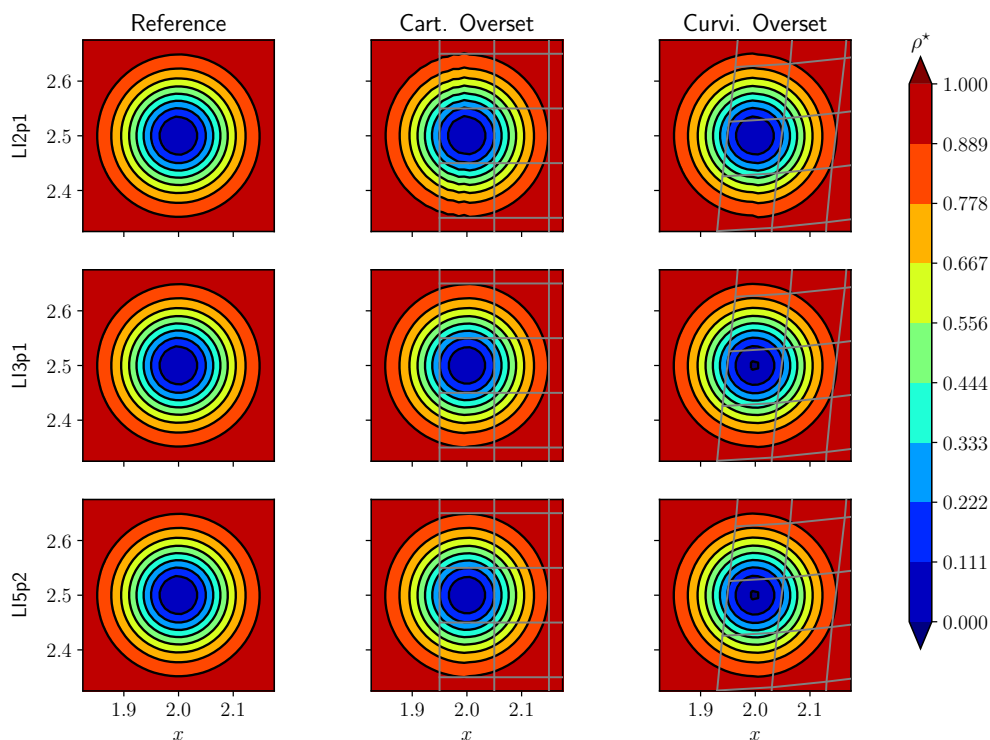 Reference
Cart. Overset
Curvi. Overset
ρ⋆
LI2p1
2.6
2.5
2.4
LI3p1
2.6
2.5
2.4
LI5p2
2.6
2.5
2.4
1.9 2.0 2.1
x
1.9 2.0 2.1
x
1.9 2.0 2.1
x
1.000
0.889
0.778
0.667
0.556
0.444
0.333
0.222
0.111
0.000